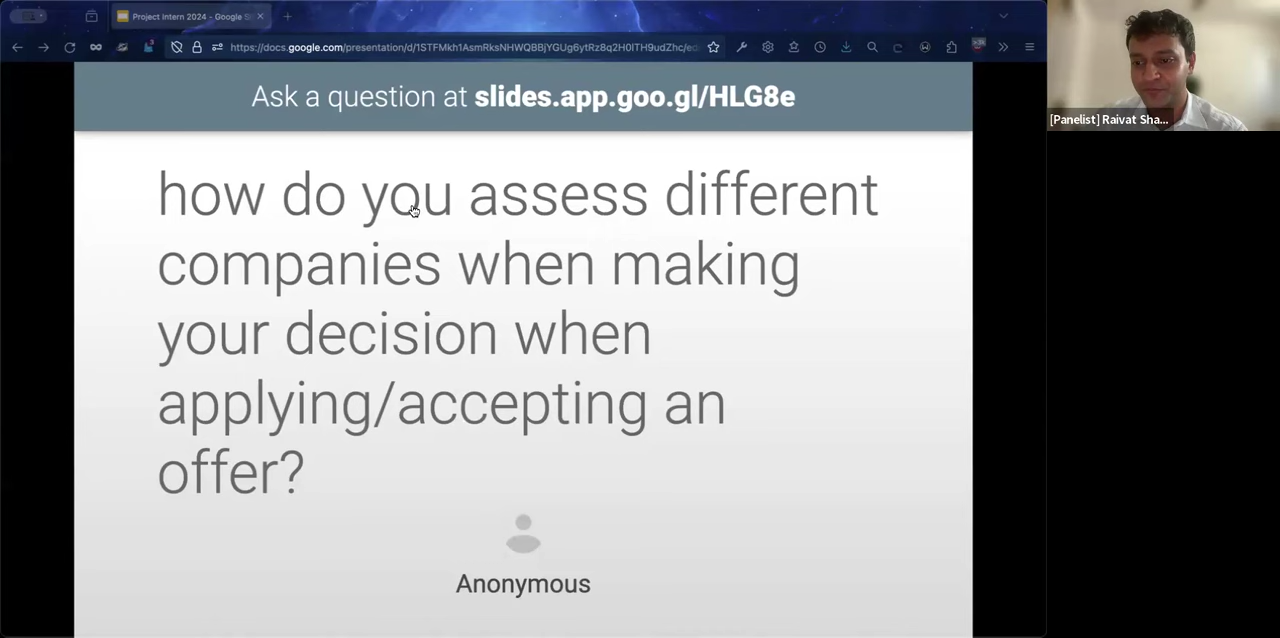 Project Intern 2024 - Google S
https://docs.google.com/presentation/d/1STFMkh1AsmRksNHWQBBjYGUg6ytRz8q2H0lTH9udZhc/ed
Ask a question at slides.app.goo.gl/HLG8e
[Panelist] Raivat Sha...
how do you assess different
companies when making
your decision when
applying/accepting an
offer?
Anonymous